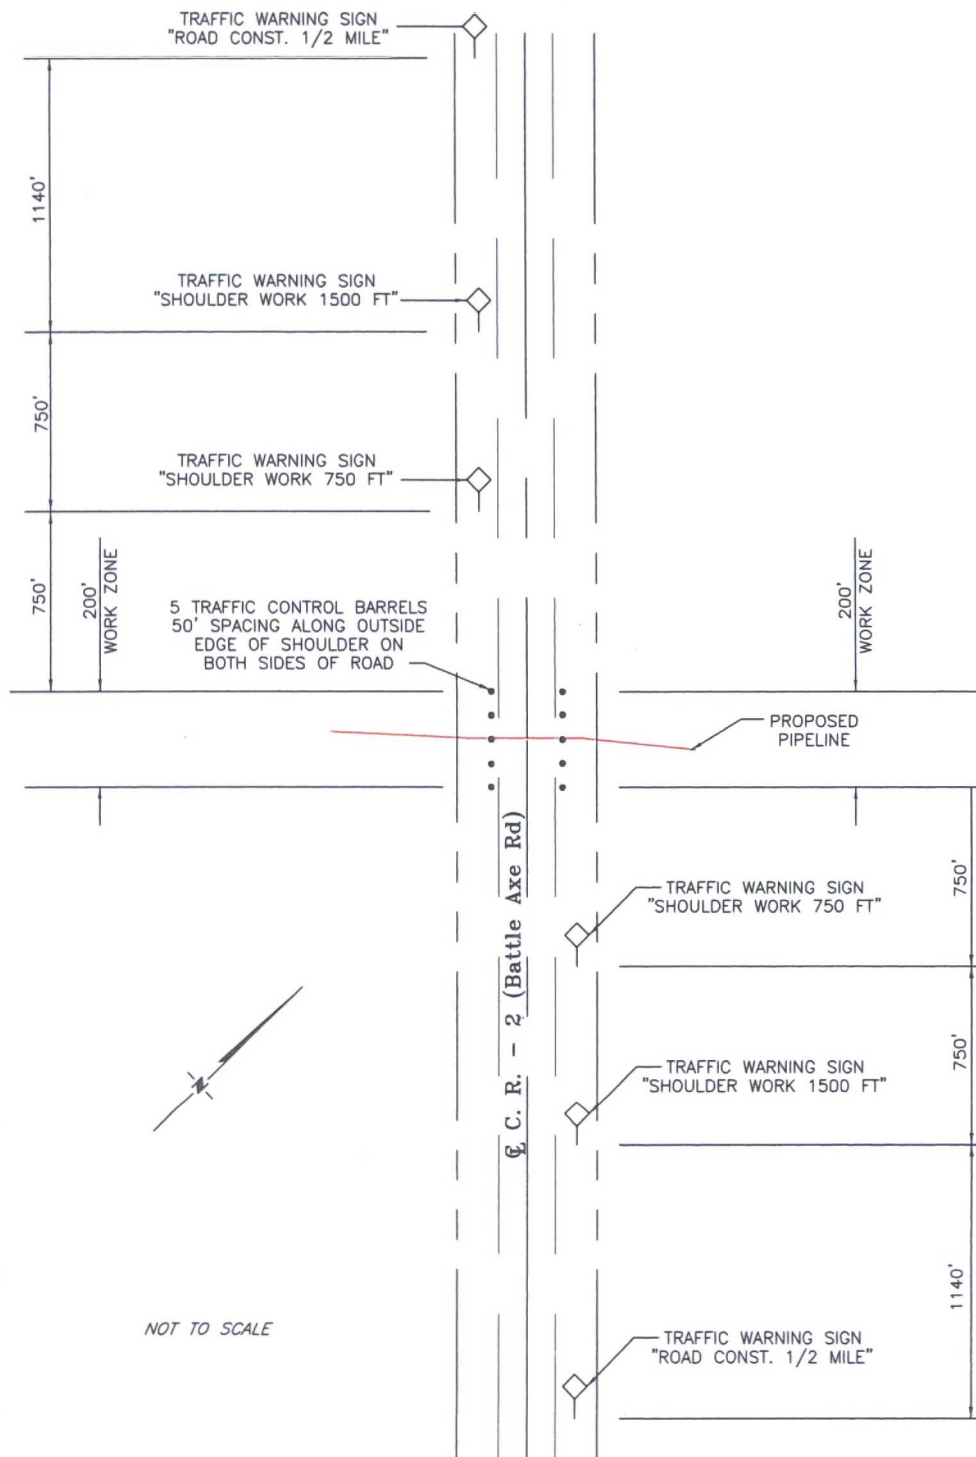 TRAFFIC WARNING SIGN
"ROAD CONST. 1/2 MILE"
1140'
TRAFFIC WARNING SIGN
"SHOULDER WORK 1500 FT"
750'
TRAFFIC WARNING SIGN
"SHOULDER WORK 750 FT"
750'
200'
WORK ZONE
5 TRAFFIC CONTROL BARRELS
50' SPACING ALONG OUTSIDE
EDGE OF SHOULDER ON
BOTH SIDES OF ROAD
200'
WORK ZONE
PROPOSED
PIPELINE
℄ C. R. - 2 (Battle Axe Rd)
TRAFFIC WARNING SIGN
"SHOULDER WORK 750 FT"
750'
TRAFFIC WARNING SIGN
"SHOULDER WORK 1500 FT"
750'
N
1140'
NOT TO SCALE
TRAFFIC WARNING SIGN
"ROAD CONST. 1/2 MILE"